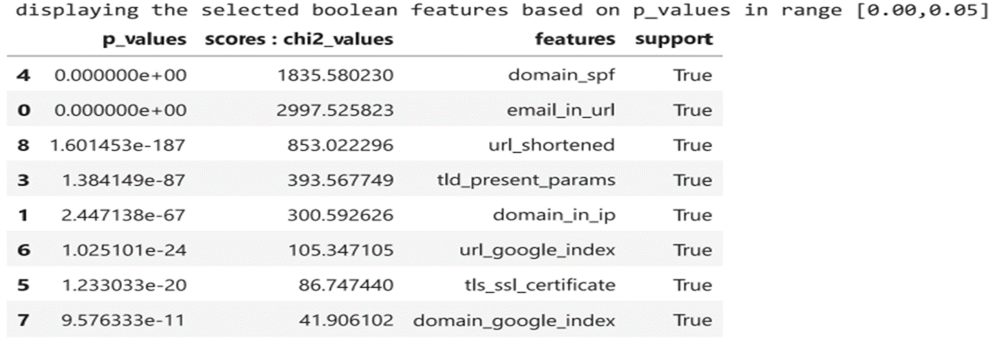 displaying the selected boolean features based on p_values in range [0.00,0.05]
p_values scores : chi2_values features support
4 0.000000e+00 1835.580230 domain_spf True
0 0.000000e+00 2997.525823 email_in_url True
8 1.601453e-187 853.022296 url_shortened True
3 1.384149e-87 393.567749 tld_present_params True
1 2.447138e-67 300.592626 domain_in_ip True
6 1.025101e-24 105.347105 url_google_index True
5 1.233033e-20 86.747440 tls_ssl_certificate True
7 9.576333e-11 41.906102 domain_google_index True